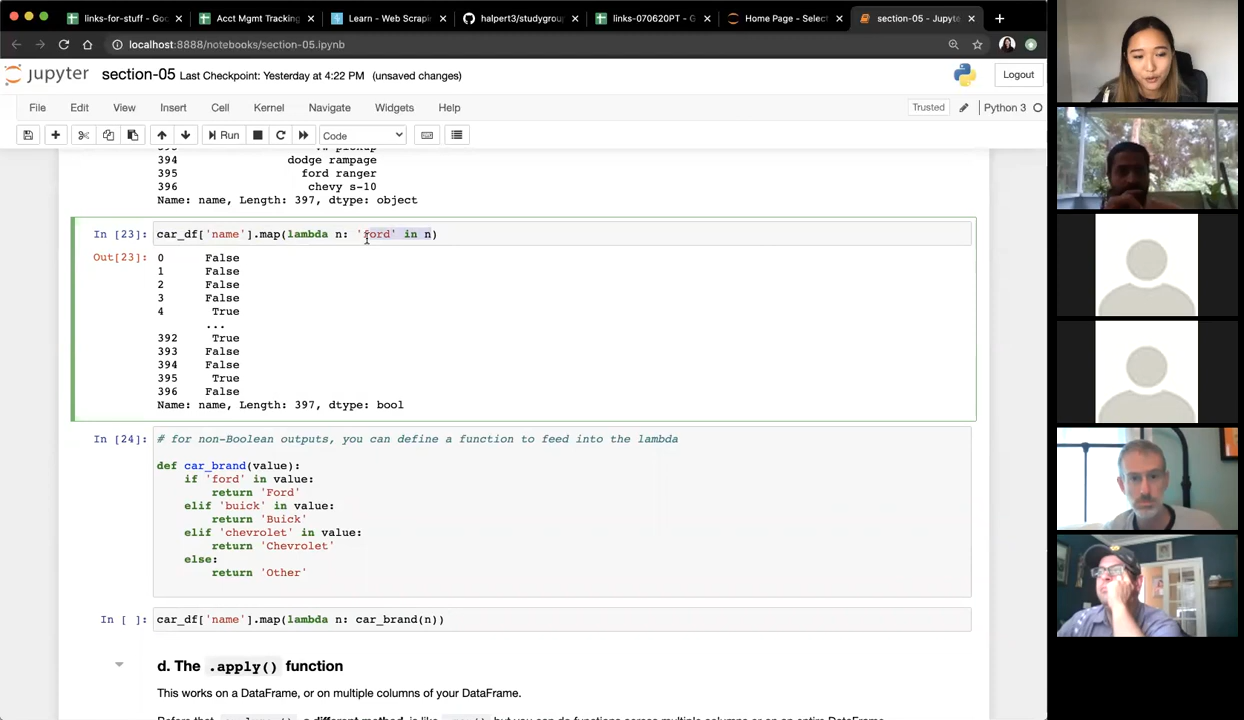 links-for-stuff - Go
Acct Mgmt Tracking
Learn - Web Scrapi
halpert3/studygrou
links-070620PT - G
Home Page - Select
section-05 - Jupyte
localhost:8888/notebooks/section-05.ipynb
jupyter section-05 Last Checkpoint: Yesterday at 4:22 PM (unsaved changes)
Logout
File Edit View Insert Cell Kernel Navigate Widgets Help
Trusted Python 3
Run Code
394 dodge rampage
395 ford ranger
396 chevy s-10
Name: name, Length: 397, dtype: object
In [23]: car_df['name'].map(lambda n: 'ford' in n)
Out[23]: 0 False
1 False
2 False
3 False
4 True
...
392 True
393 False
394 False
395 True
396 False
Name: name, Length: 397, dtype: bool
In [24]: # for non-Boolean outputs, you can define a function to feed into the lambda
def car_brand(value):
if 'ford' in value:
return 'Ford'
elif 'buick' in value:
return 'Buick'
elif 'chevrolet' in value:
return 'Chevrolet'
else:
return 'Other'
In [ ]: car_df['name'].map(lambda n: car_brand(n))
d. The .apply() function
This works on a DataFrame, or on multiple columns of your DataFrame.